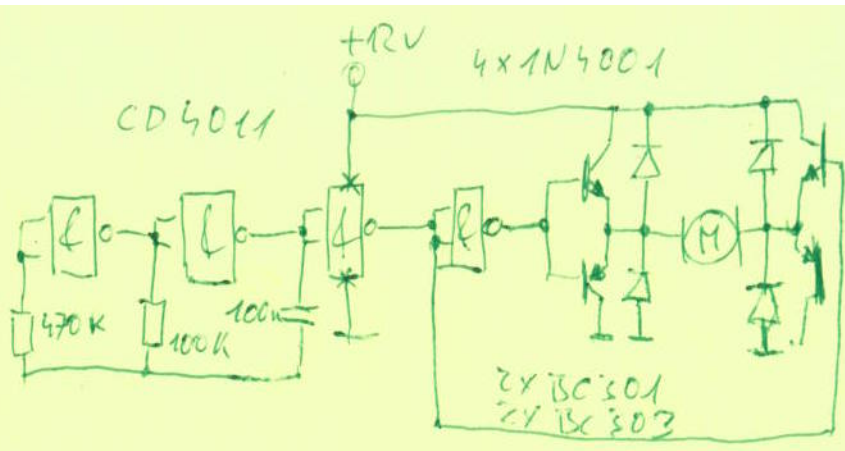 +12V
4x1N4001
CD4011
&
&
&
&
M
470K
100K
100n
2x BC301
2x BC303